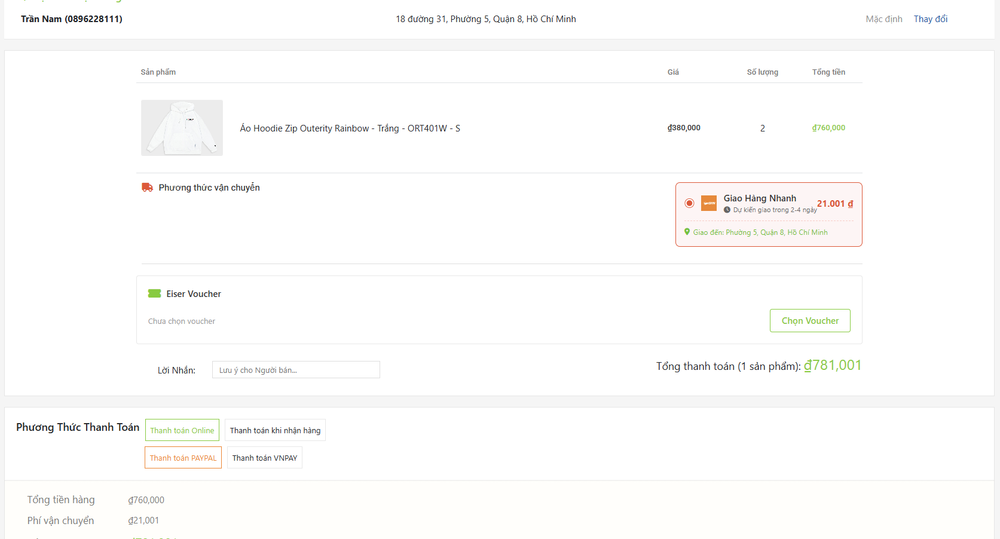 Trần Nam (0896228111)
18 đường 31, Phường 5, Quận 8, Hồ Chí Minh
Mặc định
Thay đổi
Sản phẩm
Giá
Số lượng
Tổng tiền
Áo Hoodie Zip Outerity Rainbow - Trắng - ORT401W - S
₫380,000
2
₫760,000
Phương thức vận chuyển
Giao Hàng Nhanh
Dự kiến giao trong 2-4 ngày
21.001 ₫
Giao đến: Phường 5, Quận 8, Hồ Chí Minh
Eiser Voucher
Chưa chọn voucher
Chọn Voucher
Lời Nhắn:
Lưu ý cho Người bán...
Tổng thanh toán (1 sản phẩm): ₫781,001
Phương Thức Thanh Toán
Thanh toán Online
Thanh toán khi nhận hàng
Thanh toán PAYPAL
Thanh toán VNPAY
Tổng tiền hàng
₫760,000
Phí vận chuyển
₫21,001